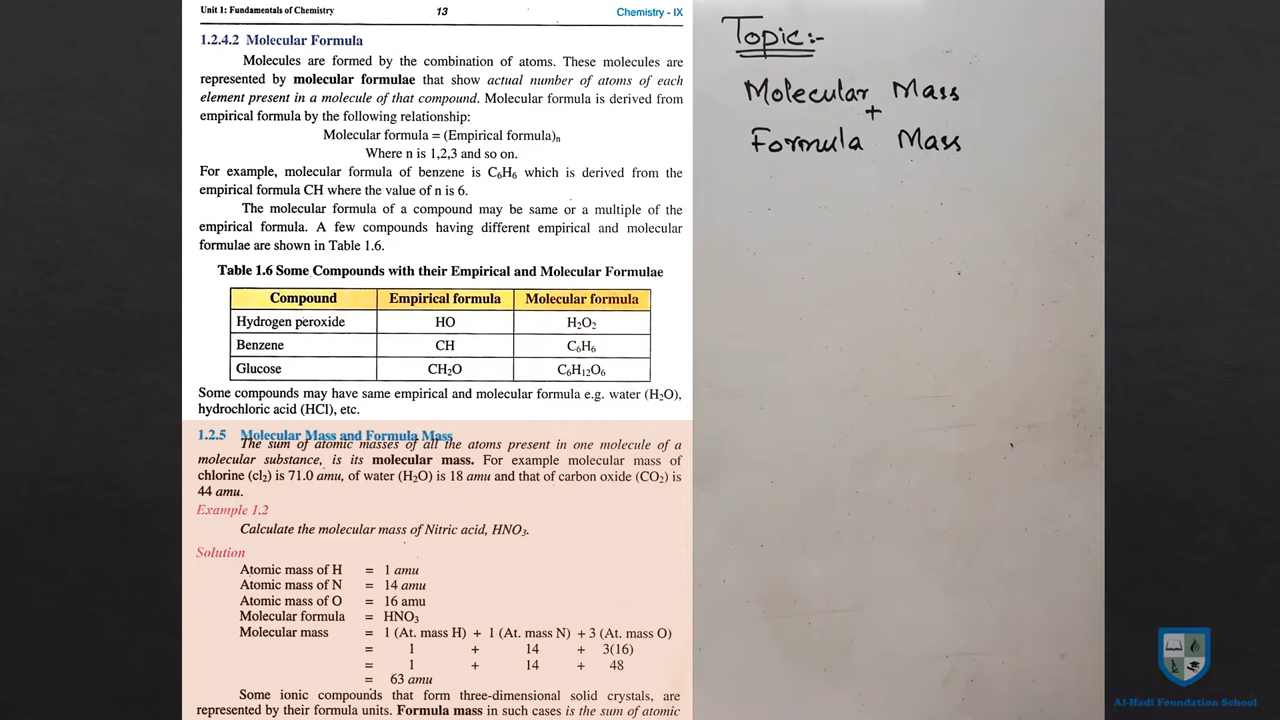 Unit 1: Fundamentals of Chemistry 13 Chemistry - IX
1.2.4.2 Molecular Formula
Molecules are formed by the combination of atoms. These molecules are
represented by molecular formulae that show actual number of atoms of each
element present in a molecule of that compound. Molecular formula is derived from
empirical formula by the following relationship:
Molecular formula = (Empirical formula)ₙ
Where n is 1,2,3 and so on.
For example, molecular formula of benzene is C₆H₆ which is derived from the
empirical formula CH where the value of n is 6.
The molecular formula of a compound may be same or a multiple of the
empirical formula. A few compounds having different empirical and molecular
formulae are shown in Table 1.6.
Table 1.6 Some Compounds with their Empirical and Molecular Formulae
Compound Empirical formula Molecular formula
Hydrogen peroxide HO H₂O₂
Benzene CH C₆H₆
Glucose CH₂O C₆H₁₂O₆
Some compounds may have same empirical and molecular formula e.g. water (H₂O),
hydrochloric acid (HCl), etc.
1.2.5 Molecular Mass and Formula Mass
The sum of atomic masses of all the atoms present in one molecule of a
molecular substance, is its molecular mass. For example molecular mass of
chlorine (cl₂) is 71.0 amu, of water (H₂O) is 18 amu and that of carbon oxide (CO₂) is
44 amu.
Example 1.2
Calculate the molecular mass of Nitric acid, HNO₃.
Solution
Atomic mass of H = 1 amu
Atomic mass of N = 14 amu
Atomic mass of O = 16 amu
Molecular formula = HNO₃
Molecular mass = 1 (At. mass H) + 1 (At. mass N) + 3 (At. mass O)
= 1 + 14 + 3(16)
= 1 + 14 + 48
= 63 amu
Some ionic compounds that form three-dimensional solid crystals, are
represented by their formula units. Formula mass in such cases is the sum of atomic
Topic:-
Molecular Mass
+
Formula Mass
Al-Hadi Foundation School